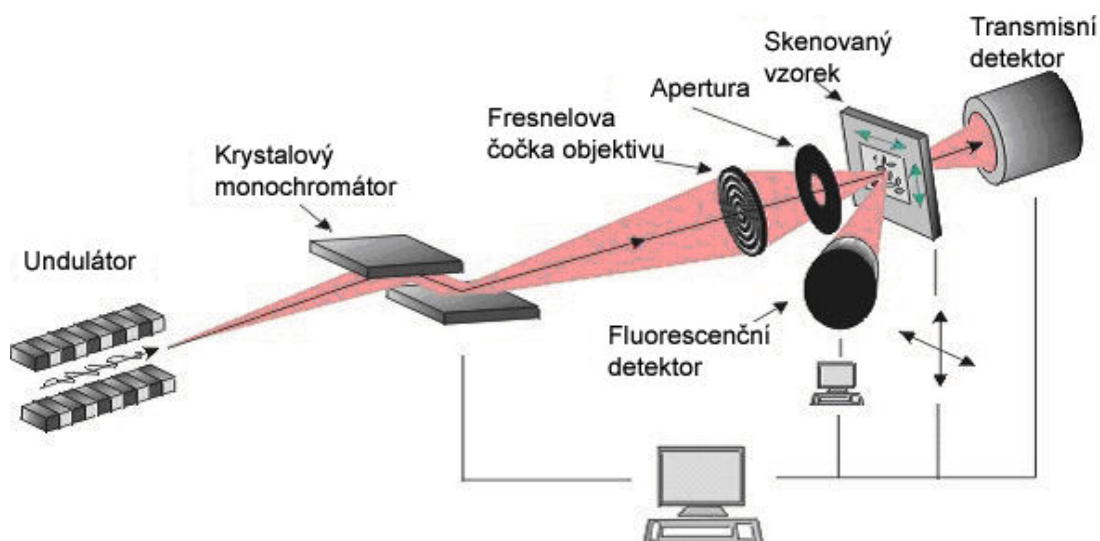 Undulátor
Krystalový
monochromátor
Fresnelova
čočka objektivu
Apertura
Skenovaný
vzorek
Transmisní
detektor
Fluorescenční
detektor